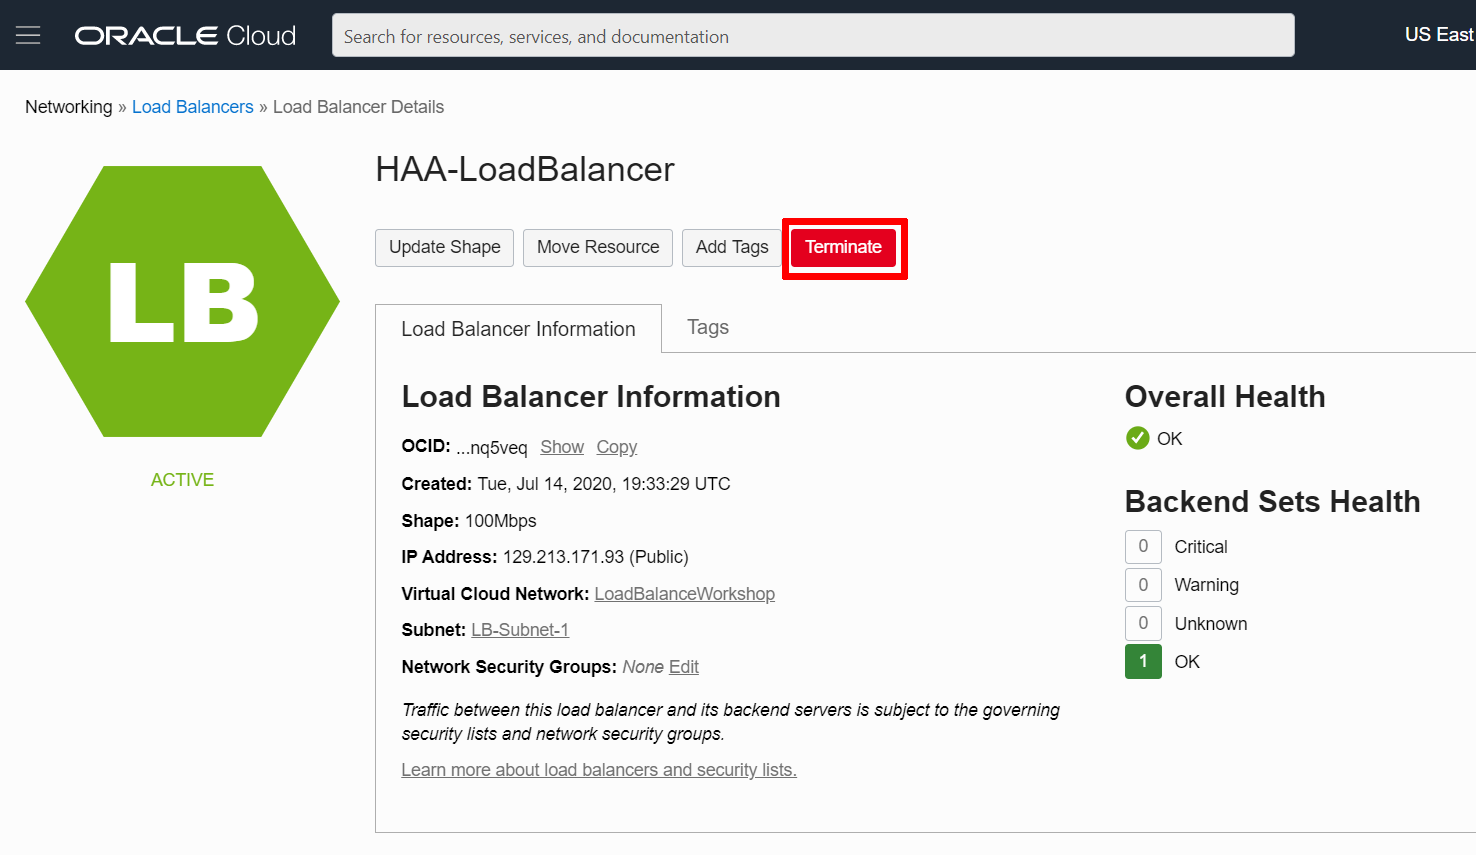 ORACLE Cloud
Search for resources, services, and documentation
US East
Networking » Load Balancers » Load Balancer Details
LB
ACTIVE
HAA-LoadBalancer
Update Shape
Move Resource
Add Tags
Terminate
Load Balancer Information
Tags
Load Balancer Information
OCID: ...nq5veq Show Copy
Created: Tue, Jul 14, 2020, 19:33:29 UTC
Shape: 100Mbps
IP Address: 129.213.171.93 (Public)
Virtual Cloud Network: LoadBalanceWorkshop
Subnet: LB-Subnet-1
Network Security Groups: None Edit
Traffic between this load balancer and its backend servers is subject to the governing
security lists and network security groups.
Learn more about load balancers and security lists.
Overall Health
OK
Backend Sets Health
0 Critical
0 Warning
0 Unknown
1 OK